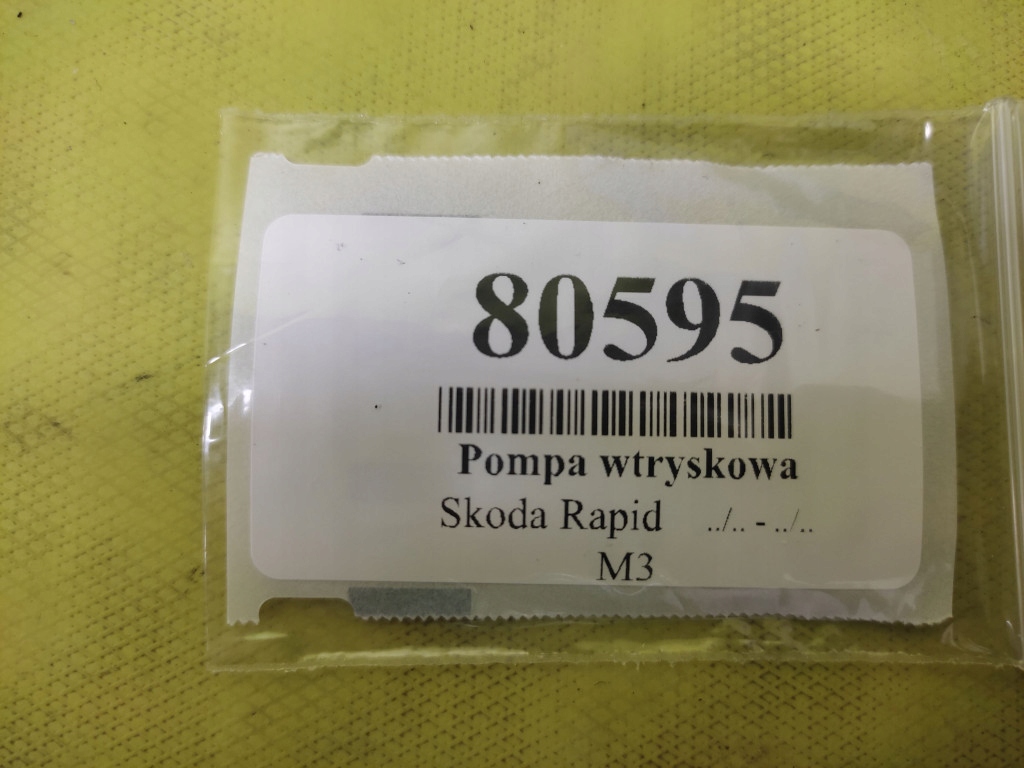 80595
Pompa wtryskowa
Skoda Rapid ../.. - ../..
M3